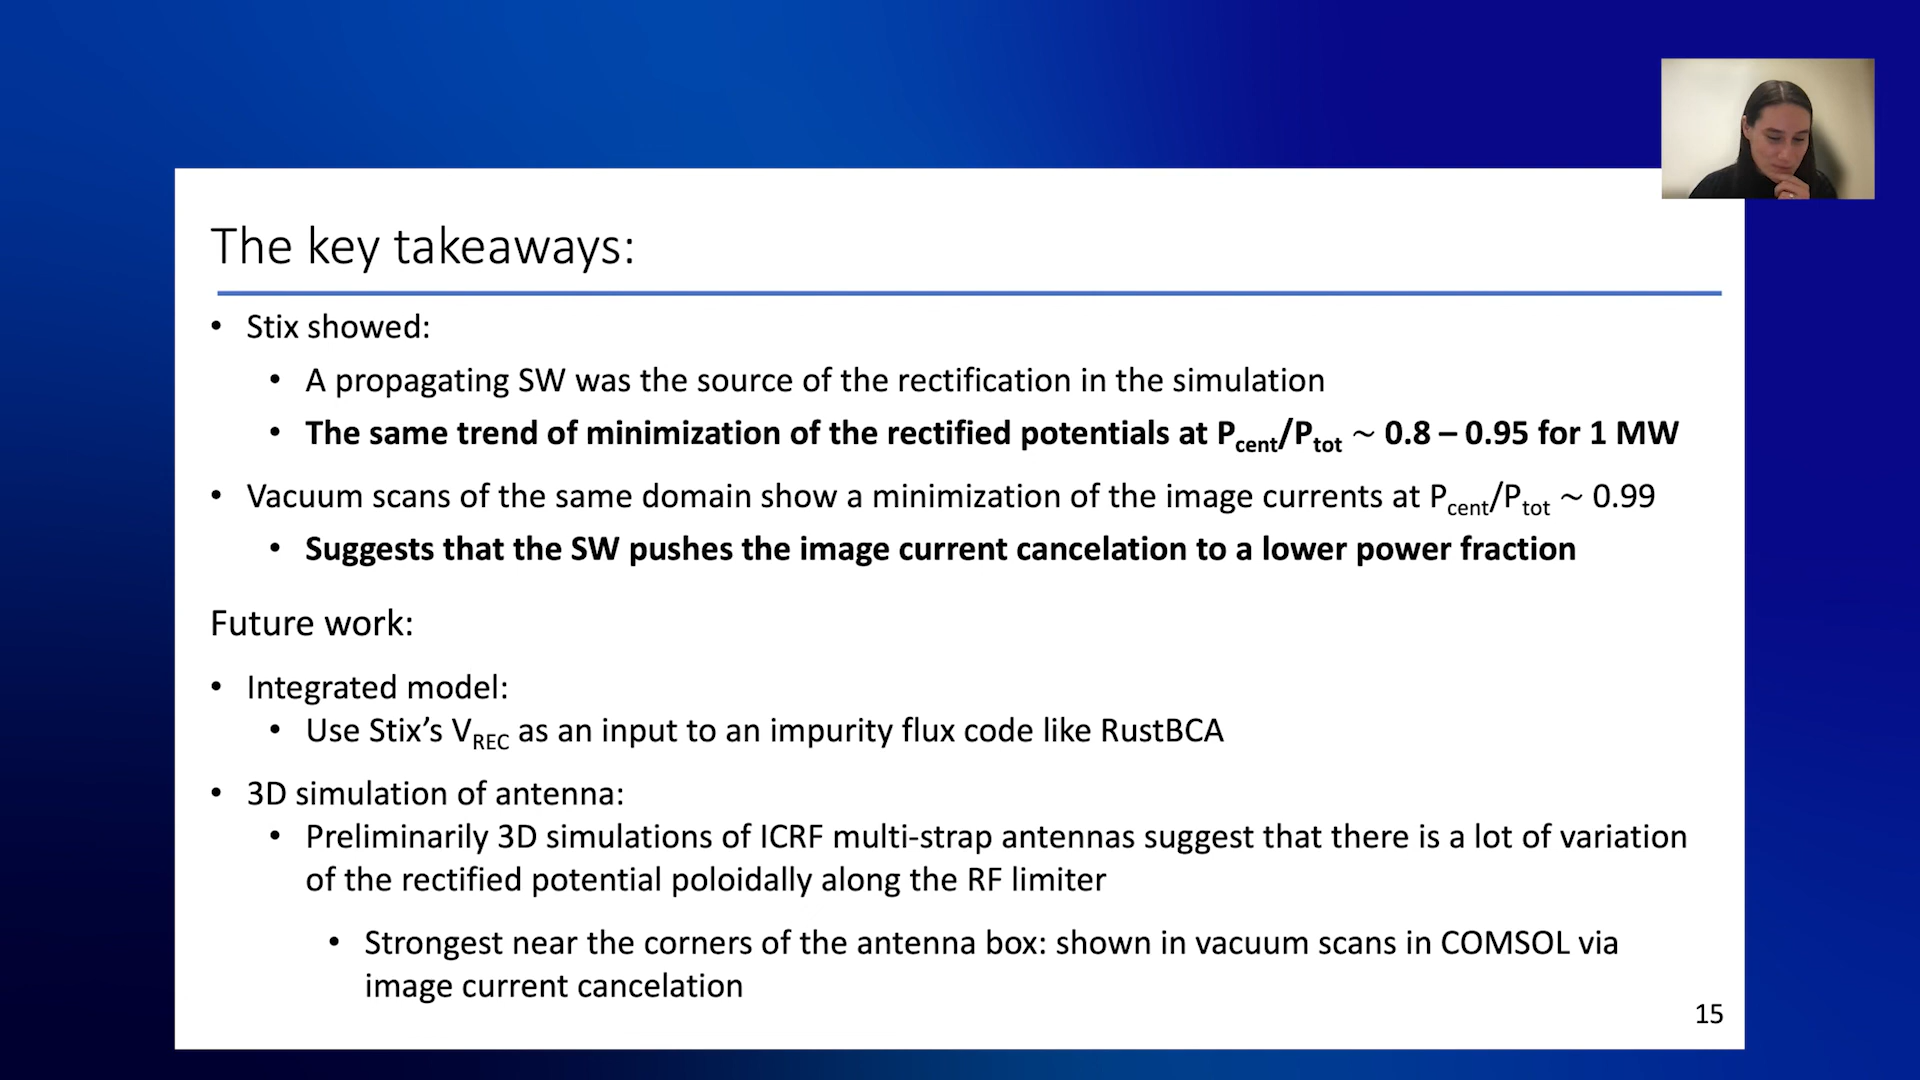 The key takeaways:
• Stix showed:
• A propagating SW was the source of the rectification in the simulation
• The same trend of minimization of the rectified potentials at Pcent/Ptot ~ 0.8 – 0.95 for 1 MW
• Vacuum scans of the same domain show a minimization of the image currents at Pcent/Ptot ~ 0.99
• Suggests that the SW pushes the image current cancelation to a lower power fraction
Future work:
• Integrated model:
• Use Stix’s VREC as an input to an impurity flux code like RustBCA
• 3D simulation of antenna:
• Preliminarily 3D simulations of ICRF multi-strap antennas suggest that there is a lot of variation
of the rectified potential poloidally along the RF limiter
• Strongest near the corners of the antenna box: shown in vacuum scans in COMSOL via
image current cancelation
15